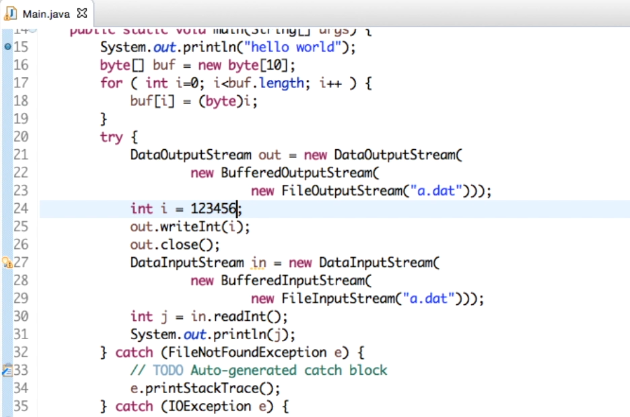 Main.java
14 public static void main(String[] args) {
15 System.out.println("hello world");
16 byte[] buf = new byte[10];
17 for ( int i=0; i<buf.length; i++ ) {
18 buf[i] = (byte)i;
19 }
20 try {
21 DataOutputStream out = new DataOutputStream(
22 new BufferedOutputStream(
23 new FileOutputStream("a.dat")));
24 int i = 123456;
25 out.writeInt(i);
26 out.close();
27 DataInputStream in = new DataInputStream(
28 new BufferedInputStream(
29 new FileInputStream("a.dat")));
30 int j = in.readInt();
31 System.out.println(j);
32 } catch (FileNotFoundException e) {
33 // TODO Auto-generated catch block
34 e.printStackTrace();
35 } catch (IOException e) {